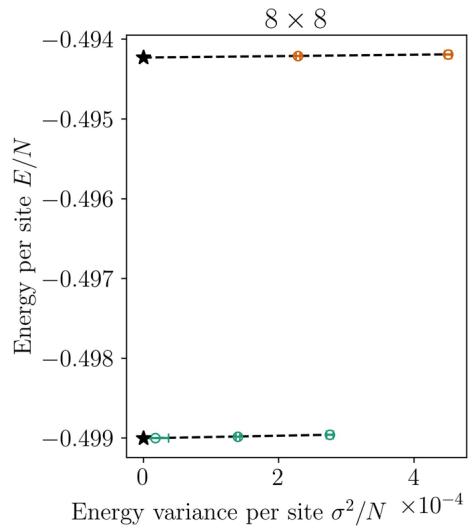 8 × 8
Energy per site E/N
−0.494
−0.495
−0.496
−0.497
−0.498
−0.499
0 2 4
Energy variance per site σ²/N ×10⁻⁴